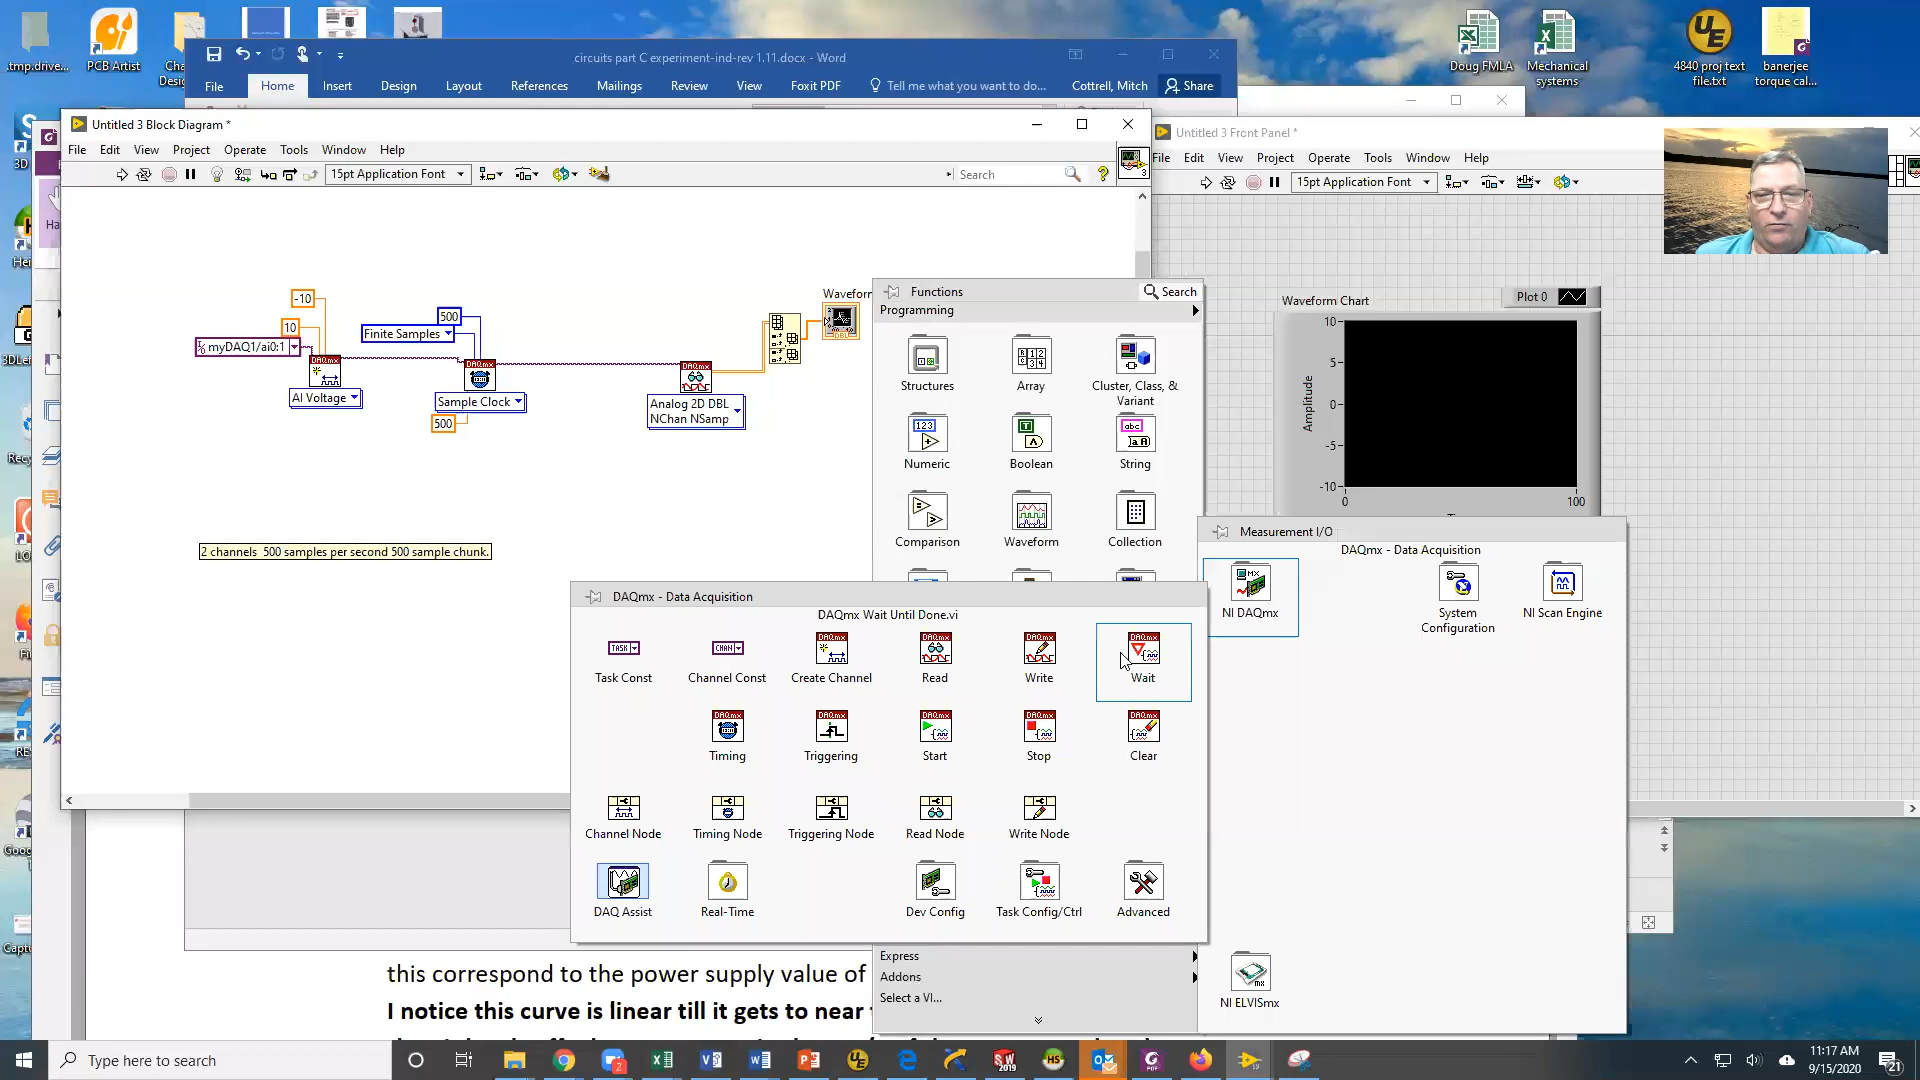 .tmp.drive...
PCB Artist
Doug FMLA
Mechanical
systems
4840 proj text
file.txt
banerjee
torque cal...
circuits part C experiment-ind-rev 1.11.docx - Word
File
Home
Insert
Design
Layout
References
Mailings
Review
View
Foxit PDF
Tell me what you want to do...
Cottrell, Mitch
Share
Untitled 3 Block Diagram *
File Edit View Project Operate Tools Window Help
15pt Application Font
Search
3
Untitled 3 Front Panel *
File Edit View Project Operate Tools Window Help
15pt Application Font
-10
10
myDAQ1/ai0:1
500
Finite Samples
DAQmx
DAQmx
DAQmx
AI Voltage
Sample Clock
500
Analog 2D DBL
NChan NSamp
Wavefor
DBL
2 channels 500 samples per second 500 sample chunk.
Functions
Search
Programming
Structures
Array
Cluster, Class, &
Variant
Numeric
Boolean
String
Comparison
Waveform
Collection
Waveform Chart
Plot 0
10
5
0
-5
-10
Amplitude
0
100
Measurement I/O
DAQmx - Data Acquisition
NI DAQmx
System
Configuration
NI Scan Engine
NI ELVISmx
DAQmx - Data Acquisition
DAQmx Wait Until Done.vi
Task Const
Channel Const
Create Channel
Read
Write
Wait
Timing
Triggering
Start
Stop
Clear
Channel Node
Timing Node
Triggering Node
Read Node
Write Node
DAQ Assist
Real-Time
Dev Config
Task Config/Ctrl
Advanced
Express
Addons
Select a VI...
this correspond to the power supply value of
I notice this curve is linear till it gets to near
Type here to search
11:17 AM
9/15/2020
21